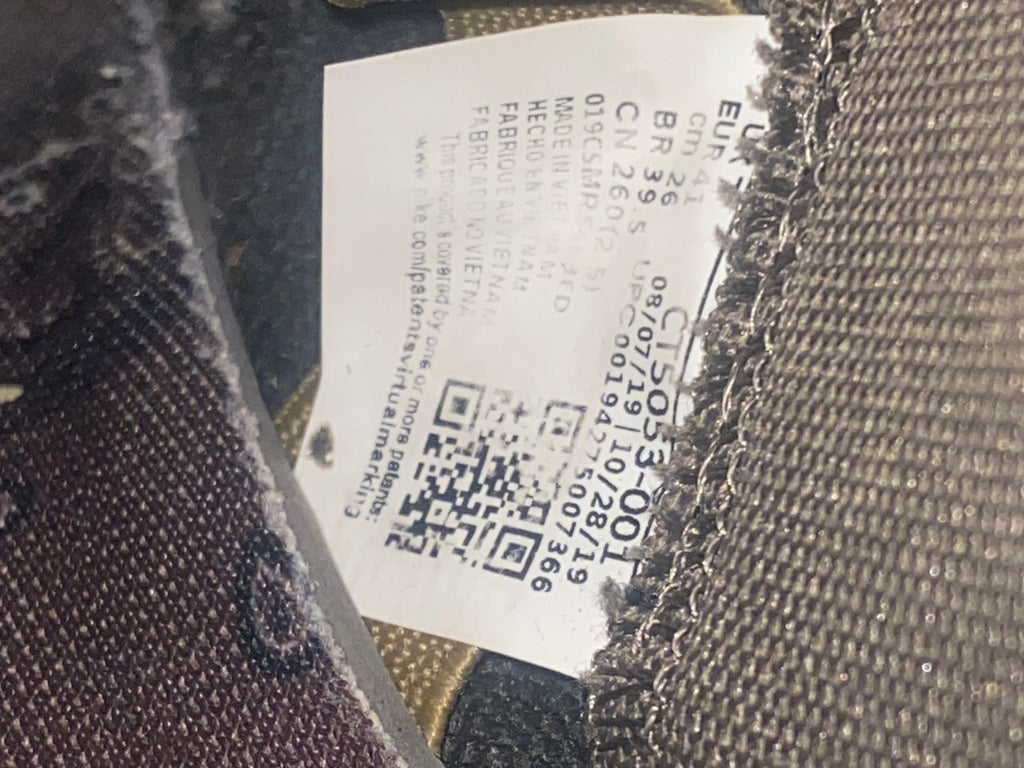 EUR 41
cm 26
BR 39.5
CN 260(2.5)
CT5053-001
08/07/19|10/28/19
UPC 00194275007366
MADE IN VIETNAM
HECHO EN VIETNAM
FABRIQUE AU VIETNAM
FABRICADO NO VIETNA
This product is covered by one or more patents:
www.nike.com/patentsvirtualmarking